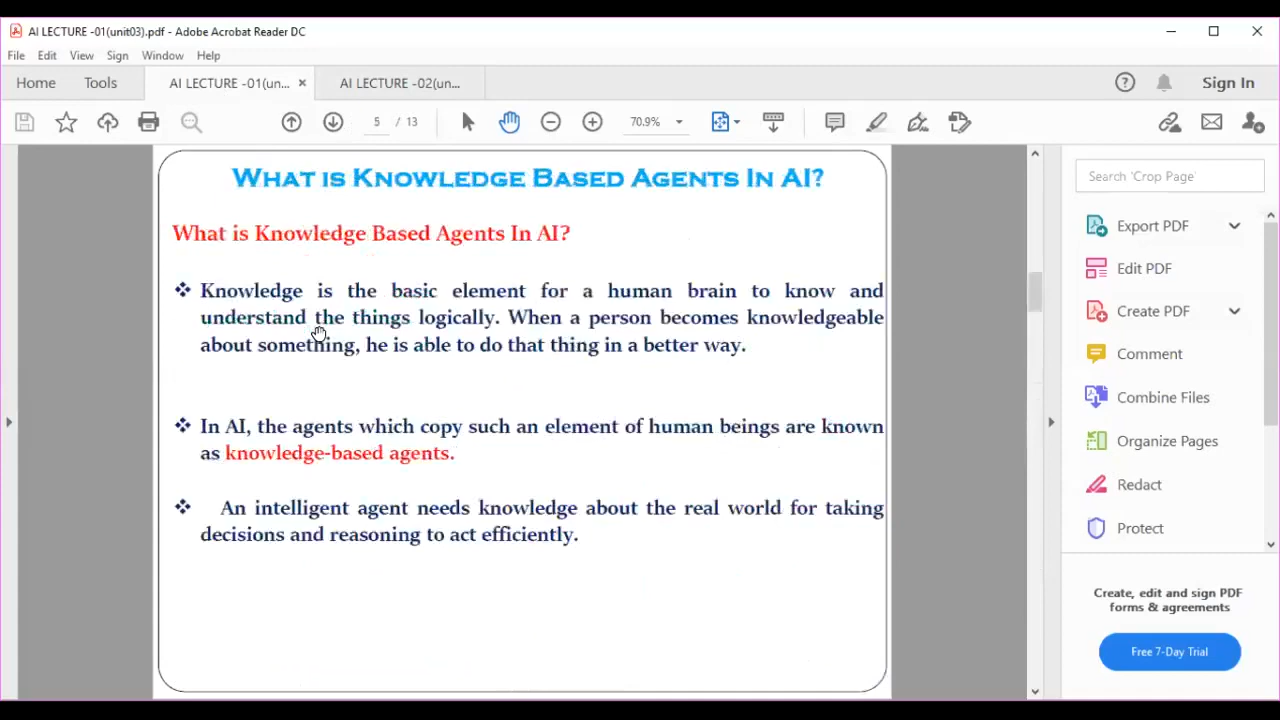 AI LECTURE -01(unit03).pdf - Adobe Acrobat Reader DC
File Edit View Sign Window Help
Home Tools AI LECTURE -01(un... × AI LECTURE -02(un... Sign In
5 / 13 70.9%
WHAT IS KNOWLEDGE BASED AGENTS IN AI?
What is Knowledge Based Agents In AI?
❖ Knowledge is the basic element for a human brain to know and
understand the things logically. When a person becomes knowledgeable
about something, he is able to do that thing in a better way.
❖ In AI, the agents which copy such an element of human beings are known
as knowledge-based agents.
❖ An intelligent agent needs knowledge about the real world for taking
decisions and reasoning to act efficiently.
Search 'Crop Page'
Export PDF
Edit PDF
Create PDF
Comment
Combine Files
Organize Pages
Redact
Protect
Create, edit and sign PDF
forms & agreements
Free 7-Day Trial